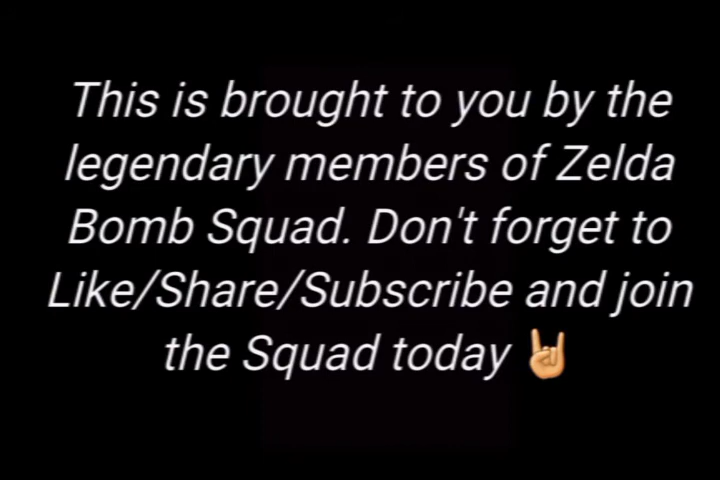 This is brought to you by the
legendary members of Zelda
Bomb Squad. Don't forget to
Like/Share/Subscribe and join
the Squad today 🤘